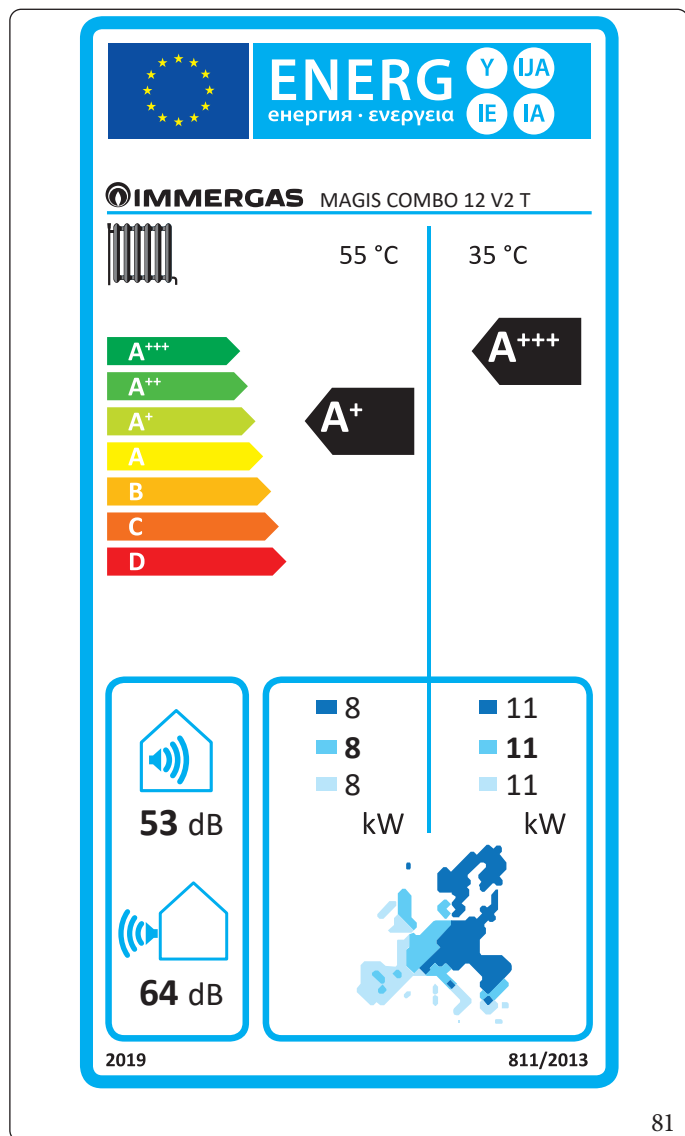 ENERG Y IJA
енергия · ενεργεια IE IA
IMMERGAS MAGIS COMBO 12 V2 T
55 °C 35 °C
A+++
A++
A+
A
B
C
D
A+
A+++
53 dB
64 dB
8 11
8 11
8 11
kW kW
2019 811/2013
81